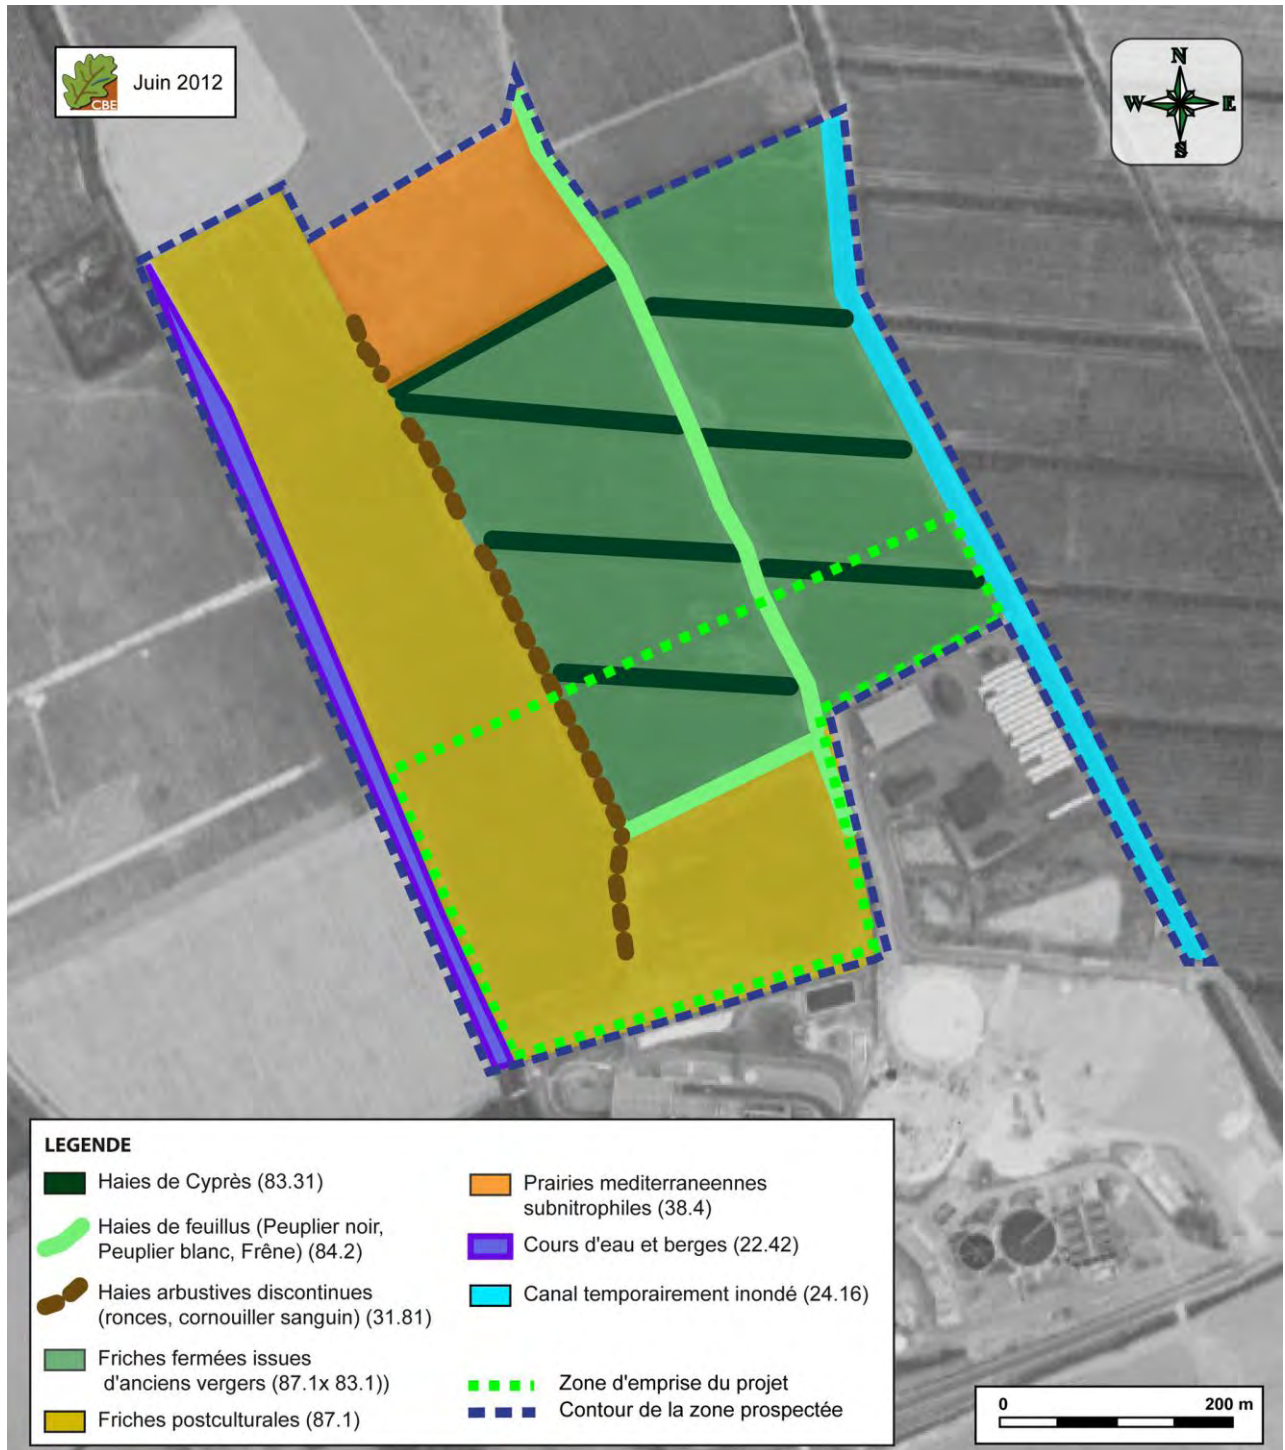 CBE
Juin 2012
N
W E
S
LEGENDE
Haies de Cyprès (83.31)
Haies de feuillus (Peuplier noir,
Peuplier blanc, Frêne) (84.2)
Haies arbustives discontinues
(ronces, cornouiller sanguin) (31.81)
Friches fermées issues
d'anciens vergers (87.1x 83.1))
Friches postculturales (87.1)
Prairies mediterraneennes
subnitrophiles (38.4)
Cours d'eau et berges (22.42)
Canal temporairement inondé (24.16)
Zone d'emprise du projet
Contour de la zone prospectée
0 200 m